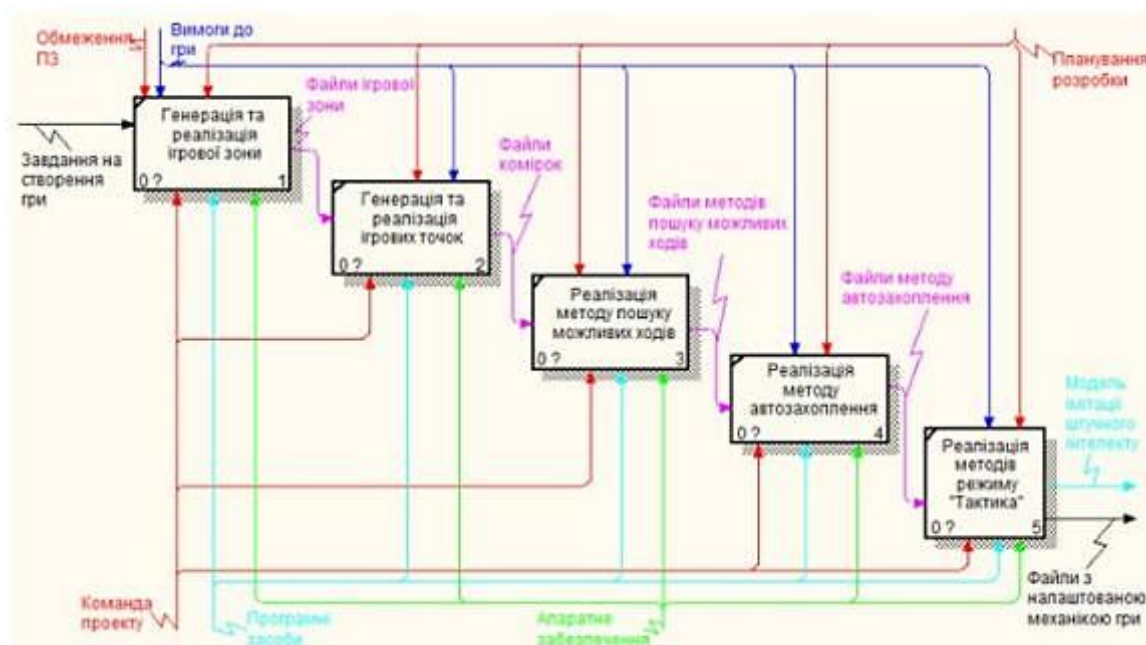 Обмеження
ПЗ
Вимоги до
гри
Планування
розробки
Файли ігрової
зони
Генерація та
реалізація
ігрової зони
0 ?
1
Завдання на
створення
гри
Файли
комірок
Генерація та
реалізація
ігрових точок
0 ?
2
Файли методів
пошуку можливих
ходів
Реалізація
методу пошуку
можливих ходів
0 ?
3
Файли методу
автозахоплення
Реалізація
методу
автозахоплення
0 ?
4
Модель
імітації
штучного
інтелекту
Реалізація
методів
режиму
"Тактика"
0 ?
5
Файли з
налаштованою
механікою гри
Команда
проекту
Програмні
засоби
Апаратне
забезпечення